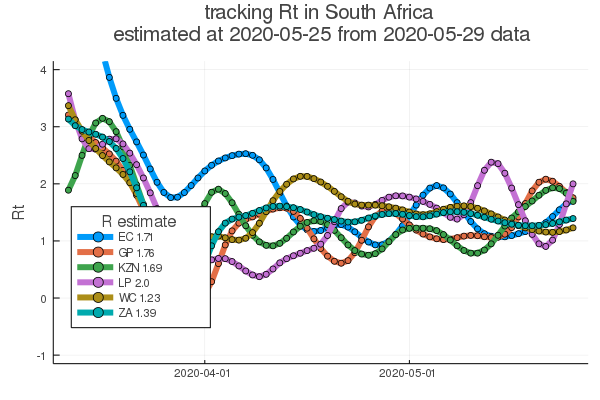 tracking Rt in South Africa
estimated at 2020-05-25 from 2020-05-29 data
4
3
2
1
0
-1
Rt
R estimate
EC 1.71
GP 1.76
KZN 1.69
LP 2.0
WC 1.23
ZA 1.39
2020-04-01
2020-05-01